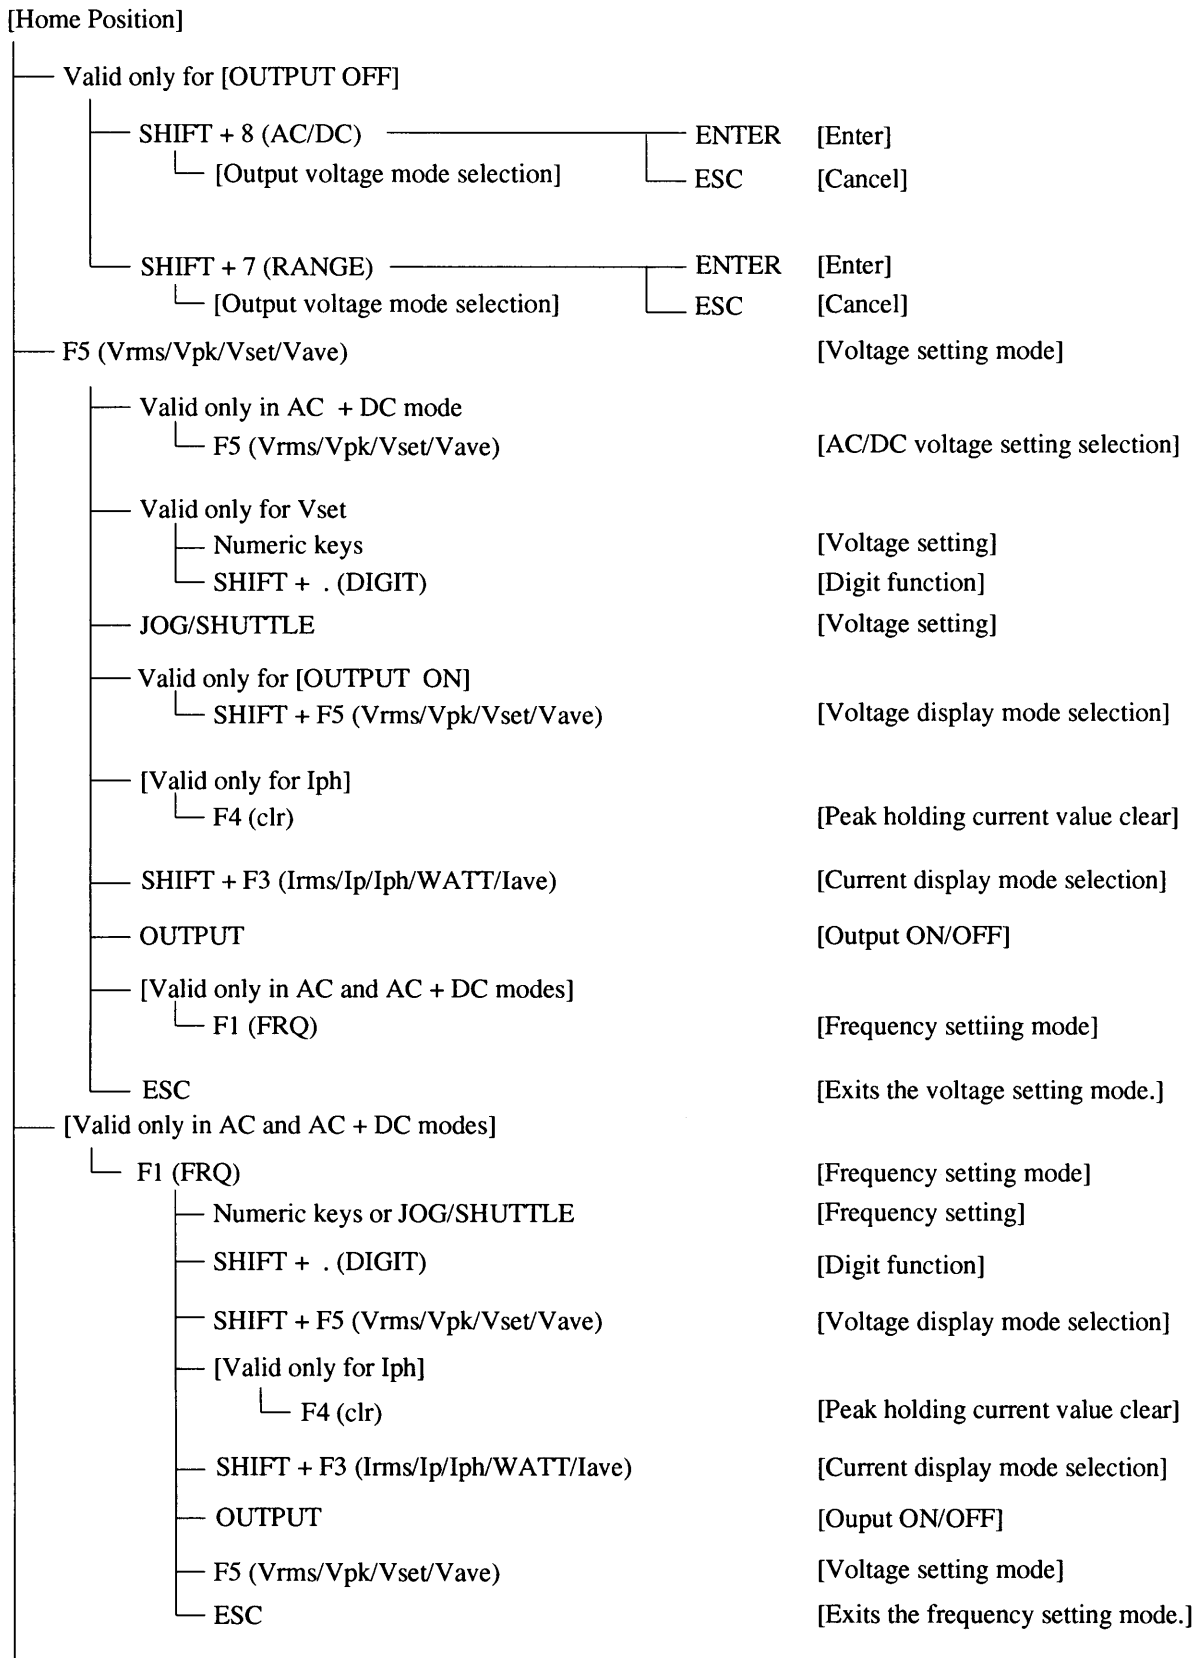 [Home Position]
Valid only for [OUTPUT OFF]
SHIFT + 8 (AC/DC) ENTER [Enter]
[Output voltage mode selection] ESC [Cancel]
SHIFT + 7 (RANGE) ENTER [Enter]
[Output voltage mode selection] ESC [Cancel]
F5 (Vrms/Vpk/Vset/Vave) [Voltage setting mode]
Valid only in AC + DC mode
F5 (Vrms/Vpk/Vset/Vave) [AC/DC voltage setting selection]
Valid only for Vset
Numeric keys [Voltage setting]
SHIFT + . (DIGIT) [Digit function]
JOG/SHUTTLE [Voltage setting]
Valid only for [OUTPUT ON]
SHIFT + F5 (Vrms/Vpk/Vset/Vave) [Voltage display mode selection]
[Valid only for Iph]
F4 (clr) [Peak holding current value clear]
SHIFT + F3 (Irms/Ip/Iph/WATT/Iave) [Current display mode selection]
OUTPUT [Output ON/OFF]
[Valid only in AC and AC + DC modes]
F1 (FRQ) [Frequency settiing mode]
ESC [Exits the voltage setting mode.]
[Valid only in AC and AC + DC modes]
F1 (FRQ) [Frequency setting mode]
Numeric keys or JOG/SHUTTLE [Frequency setting]
SHIFT + . (DIGIT) [Digit function]
SHIFT + F5 (Vrms/Vpk/Vset/Vave) [Voltage display mode selection]
[Valid only for Iph]
F4 (clr) [Peak holding current value clear]
SHIFT + F3 (Irms/Ip/Iph/WATT/Iave) [Current display mode selection]
OUTPUT [Ouput ON/OFF]
F5 (Vrms/Vpk/Vset/Vave) [Voltage setting mode]
ESC [Exits the frequency setting mode.]